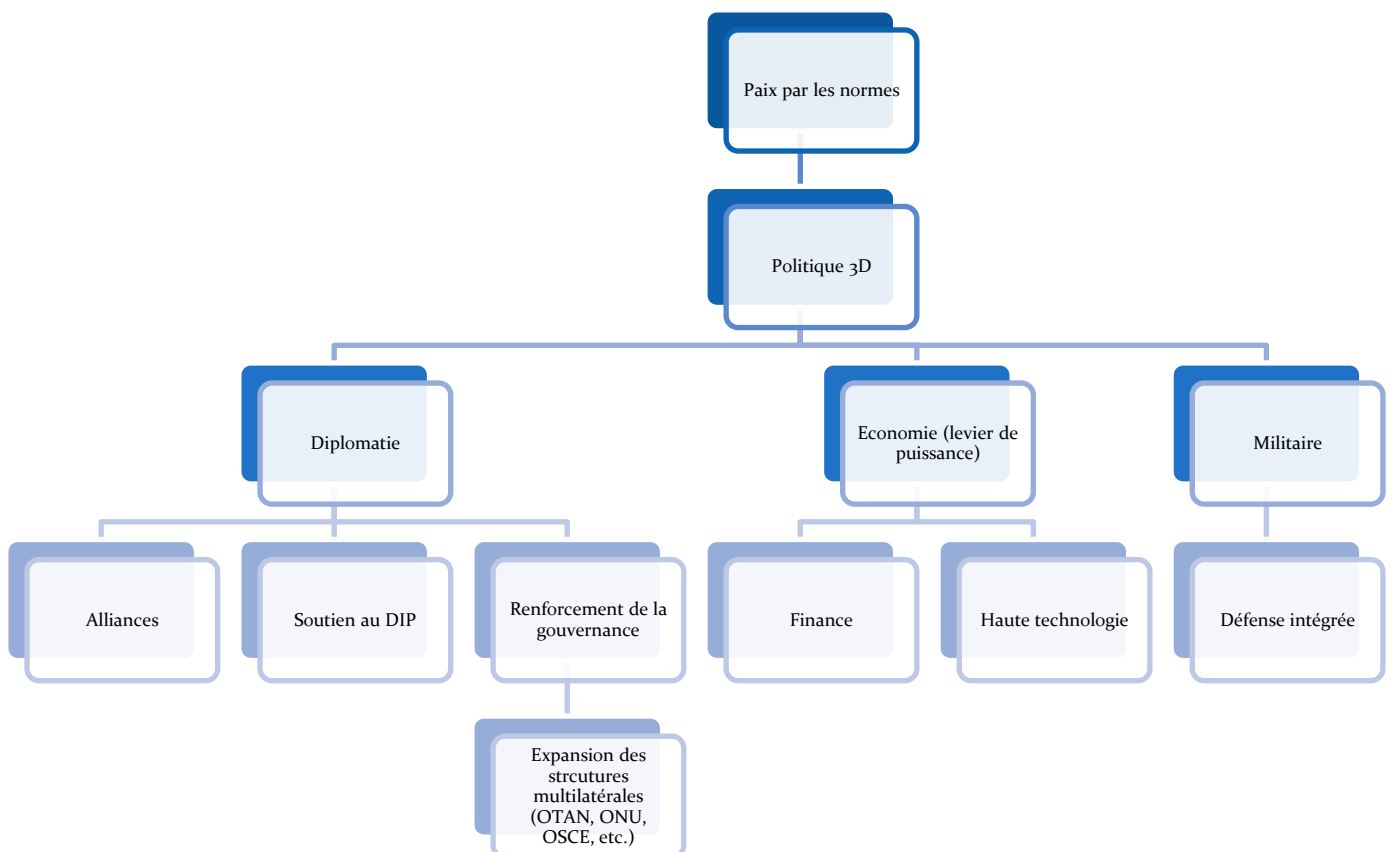 Paix par les normes
Politique 3D
Diplomatie
Economie (levier de
puissance)
Militaire
Alliances
Soutien au DIP
Renforcement de la
gouvernance
Finance
Haute technologie
Défense intégrée
Expansion des
strcutures
multilatérales
(OTAN, ONU,
OSCE, etc.)